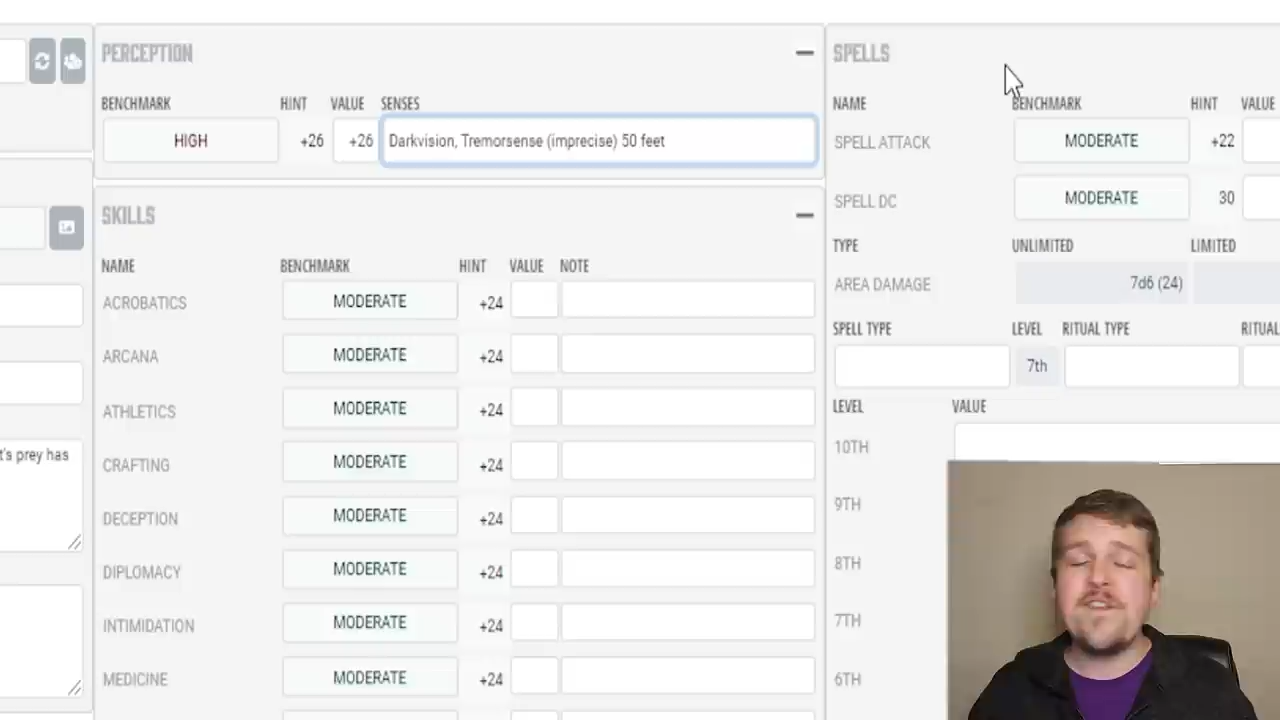 PERCEPTION
BENCHMARK HINT VALUE SENSES
HIGH +26 +26 Darkvision, Tremorsense (imprecise) 50 feet
SKILLS
NAME BENCHMARK HINT VALUE NOTE
ACROBATICS MODERATE +24
ARCANA MODERATE +24
ATHLETICS MODERATE +24
CRAFTING MODERATE +24
DECEPTION MODERATE +24
DIPLOMACY MODERATE +24
INTIMIDATION MODERATE +24
MEDICINE MODERATE +24
t's prey has
SPELLS
NAME BENCHMARK HINT VALUE
SPELL ATTACK MODERATE +22
SPELL DC MODERATE 30
TYPE UNLIMITED LIMITED
AREA DAMAGE 7d6 (24)
SPELL TYPE LEVEL RITUAL TYPE RITUAL
7th
LEVEL VALUE
10TH
9TH
8TH
7TH
6TH